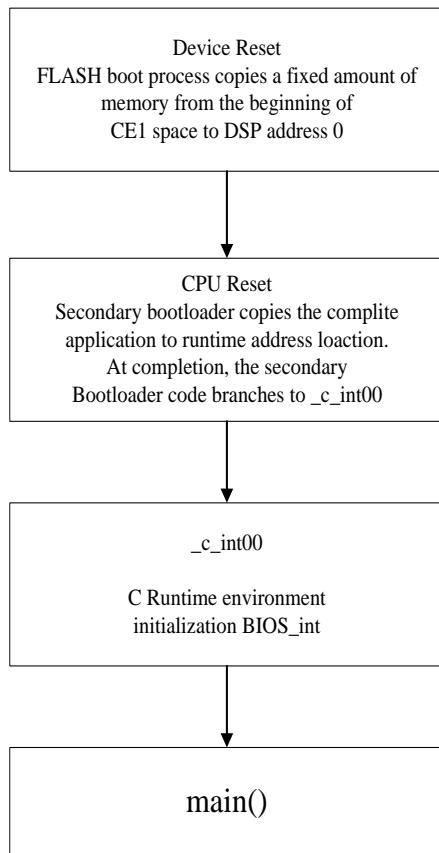 Device Reset
FLASH boot process copies a fixed amount of
memory from the beginning of
CE1 space to DSP address 0
CPU Reset
Secondary bootloader copies the complite
application to runtime address loaction.
At completion, the secondary
Bootloader code branches to _c_int00
_c_int00
C Runtime environment
initialization BIOS_int
main()